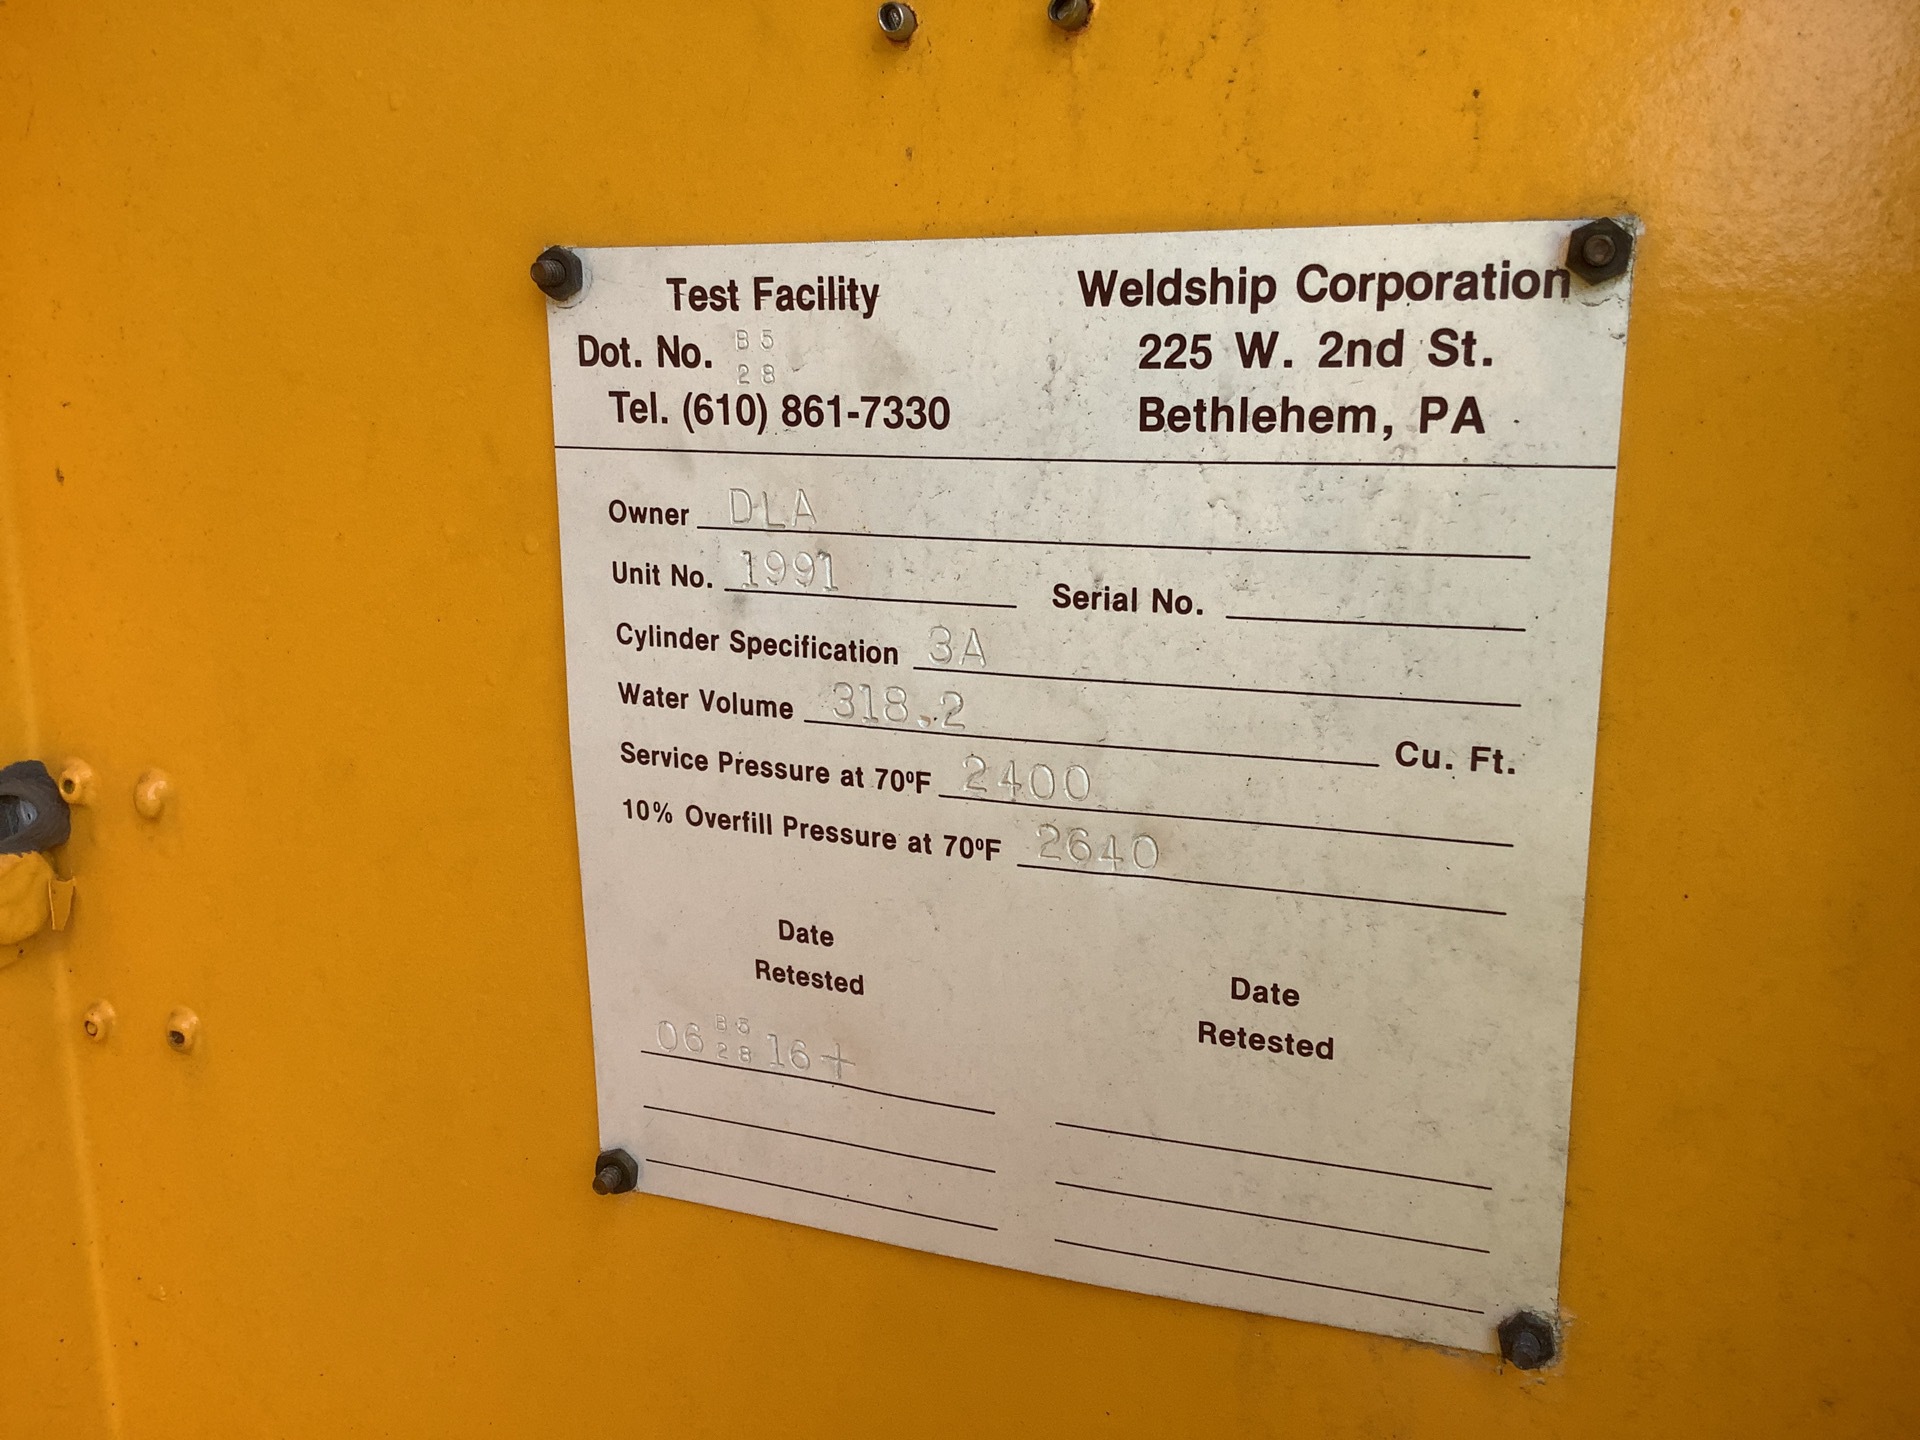 Test Facility
Dot. No. B5
28
Tel. (610) 861-7330
Weldship Corporation
225 W. 2nd St.
Bethlehem, PA
Owner DLA
Unit No. 1991 Serial No.
Cylinder Specification 3A
Water Volume 318.2 Cu. Ft.
Service Pressure at 70ºF 2400
10% Overfill Pressure at 70ºF 2640
Date
Retested
06 B5 28 16+
Date
Retested